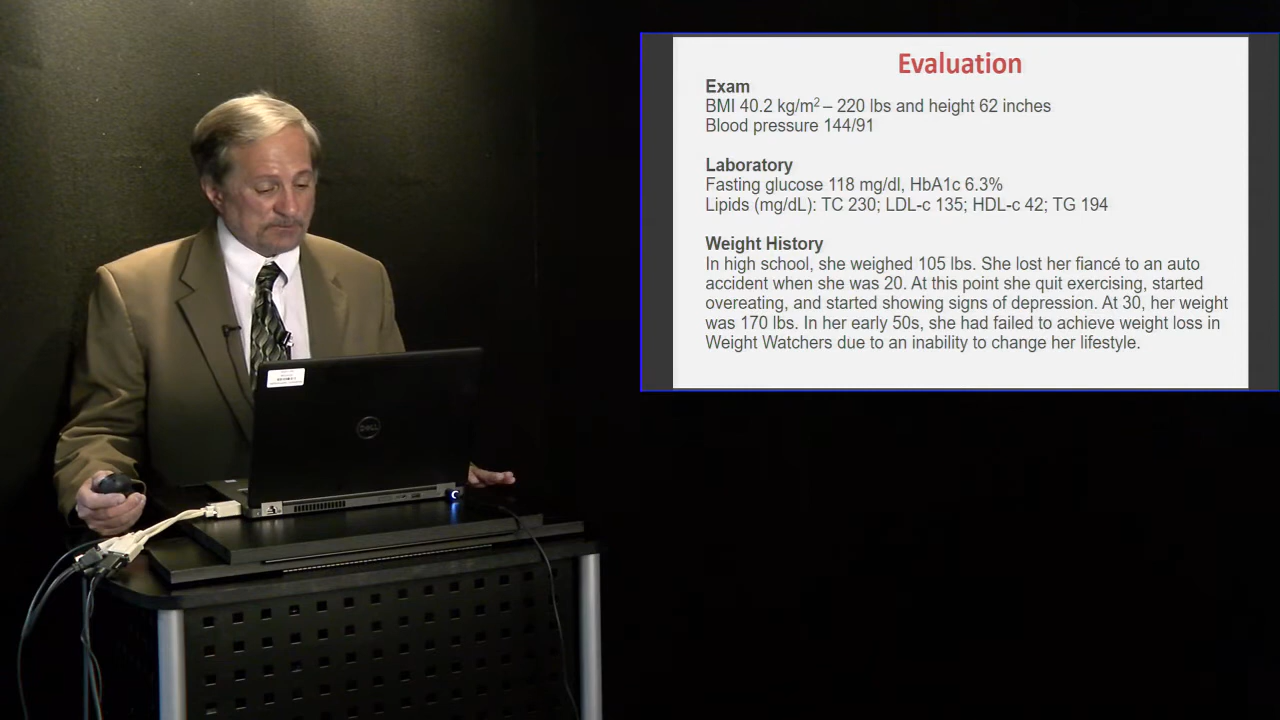 Evaluation
Exam
BMI 40.2 kg/m² – 220 lbs and height 62 inches
Blood pressure 144/91
Laboratory
Fasting glucose 118 mg/dl, HbA1c 6.3%
Lipids (mg/dL): TC 230; LDL-c 135; HDL-c 42; TG 194
Weight History
In high school, she weighed 105 lbs. She lost her fiancé to an auto
accident when she was 20. At this point she quit exercising, started
overeating, and started showing signs of depression. At 30, her weight
was 170 lbs. In her early 50s, she had failed to achieve weight loss in
Weight Watchers due to an inability to change her lifestyle.
DELL